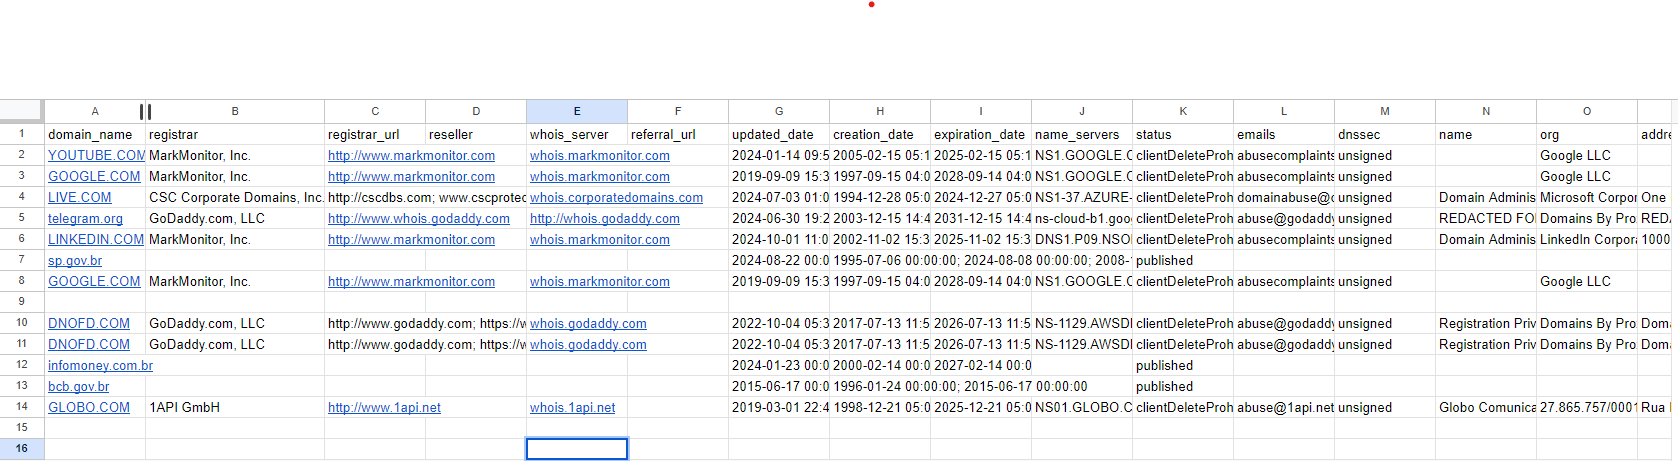 A B C D E F G H I J K L M N O
1 domain_name registrar registrar_url reseller whois_server referral_url updated_date creation_date expiration_date name_servers status emails dnssec name org addre
2 YOUTUBE.COM MarkMonitor, Inc. http://www.markmonitor.com whois.markmonitor.com 2024-01-14 09:5 2005-02-15 05:1 2025-02-15 05:1 NS1.GOOGLE.C clientDeleteProh abusecomplaints unsigned Google LLC
3 GOOGLE.COM MarkMonitor, Inc. http://www.markmonitor.com whois.markmonitor.com 2019-09-09 15:3 1997-09-15 04:0 2028-09-14 04:0 NS1.GOOGLE.C clientDeleteProh abusecomplaints unsigned Google LLC
4 LIVE.COM CSC Corporate Domains, Inc. http://cscdbs.com; www.cscprotec whois.corporatedomains.com 2024-07-03 01:0 1994-12-28 05:0 2024-12-27 05:0 NS1-37.AZURE- clientDeleteProh domainabuse@c unsigned Domain Adminis Microsoft Corpor One
5 telegram.org GoDaddy.com, LLC http://www.whois.godaddy.com http://whois.godaddy.com 2024-06-30 19:2 2003-12-15 14:4 2031-12-15 14:4 ns-cloud-b1.goog clientDeleteProh abuse@godaddy unsigned REDACTED FO Domains By Pro REDA
6 LINKEDIN.COM MarkMonitor, Inc. http://www.markmonitor.com whois.markmonitor.com 2024-10-01 11:0 2002-11-02 15:3 2025-11-02 15:3 DNS1.P09.NSO clientDeleteProh abusecomplaints unsigned Domain Adminis LinkedIn Corpora 1000
7 sp.gov.br 2024-08-22 00:0 1995-07-06 00:00:00; 2024-08-08 00:00:00; 2008- published
8 GOOGLE.COM MarkMonitor, Inc. http://www.markmonitor.com whois.markmonitor.com 2019-09-09 15:3 1997-09-15 04:0 2028-09-14 04:0 NS1.GOOGLE.C clientDeleteProh abusecomplaints unsigned Google LLC
9
10 DNOFD.COM GoDaddy.com, LLC http://www.godaddy.com; https://w whois.godaddy.com 2022-10-04 05:3 2017-07-13 11:5 2026-07-13 11:5 NS-1129.AWSD clientDeleteProh abuse@godaddy unsigned Registration Priv Domains By Pro Doma
11 DNOFD.COM GoDaddy.com, LLC http://www.godaddy.com; https://w whois.godaddy.com 2022-10-04 05:3 2017-07-13 11:5 2026-07-13 11:5 NS-1129.AWSD clientDeleteProh abuse@godaddy unsigned Registration Priv Domains By Pro Doma
12 infomoney.com.br 2024-01-23 00:0 2000-02-14 00:0 2027-02-14 00:0 published
13 bcb.gov.br 2015-06-17 00:0 1996-01-24 00:00:00; 2015-06-17 00:00:00 published
14 GLOBO.COM 1API GmbH http://www.1api.net whois.1api.net 2019-03-01 22:4 1998-12-21 05:0 2025-12-21 05:0 NS01.GLOBO.C clientDeleteProh abuse@1api.net unsigned Globo Comunica 27.865.757/0001 Rua
15
16